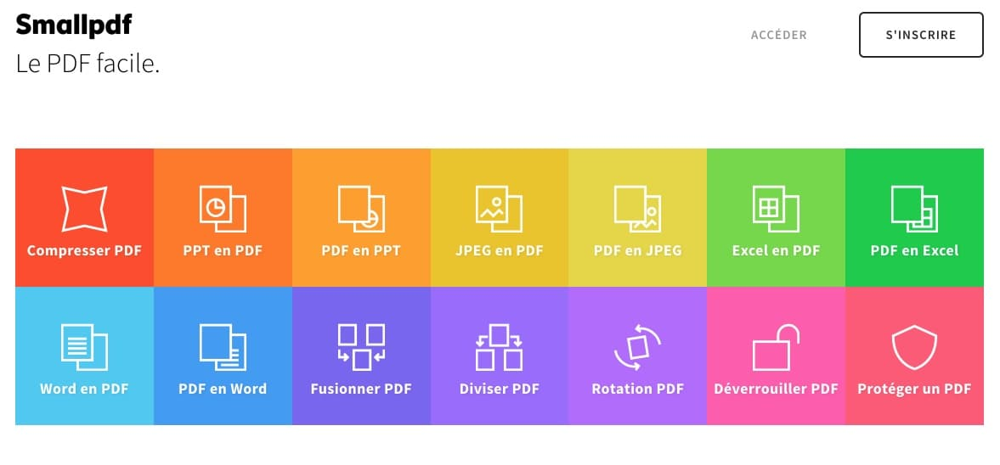 Smallpdf
ACCÉDER
S'INSCRIRE
Le PDF facile.
Compresser PDF
PPT en PDF
PDF en PPT
JPEG en PDF
PDF en JPEG
Excel en PDF
PDF en Excel
Word en PDF
PDF en Word
Fusionner PDF
Diviser PDF
Rotation PDF
Déverrouiller PDF
Protéger un PDF